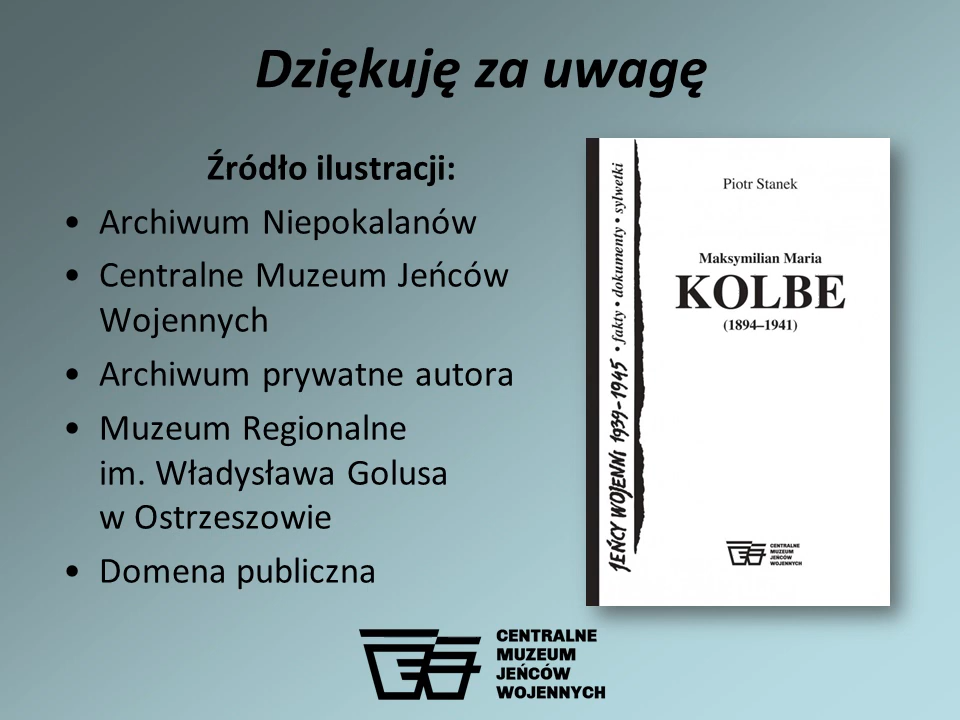 Dziękuję za uwagę
Źródło ilustracji:
• Archiwum Niepokalanów
• Centralne Muzeum Jeńców
Wojennych
• Archiwum prywatne autora
• Muzeum Regionalne
im. Władysława Golusa
w Ostrzeszowie
• Domena publiczna
JEŃCY WOJENNI 1939-1945 • fakty • dokumenty • sylwetki
Piotr Stanek
Maksymilian Maria
KOLBE
(1894–1941)
CENTRALNE
MUZEUM
JEŃCÓW
WOJENNYCH
CENTRALNE
MUZEUM
JEŃCÓW
WOJENNYCH